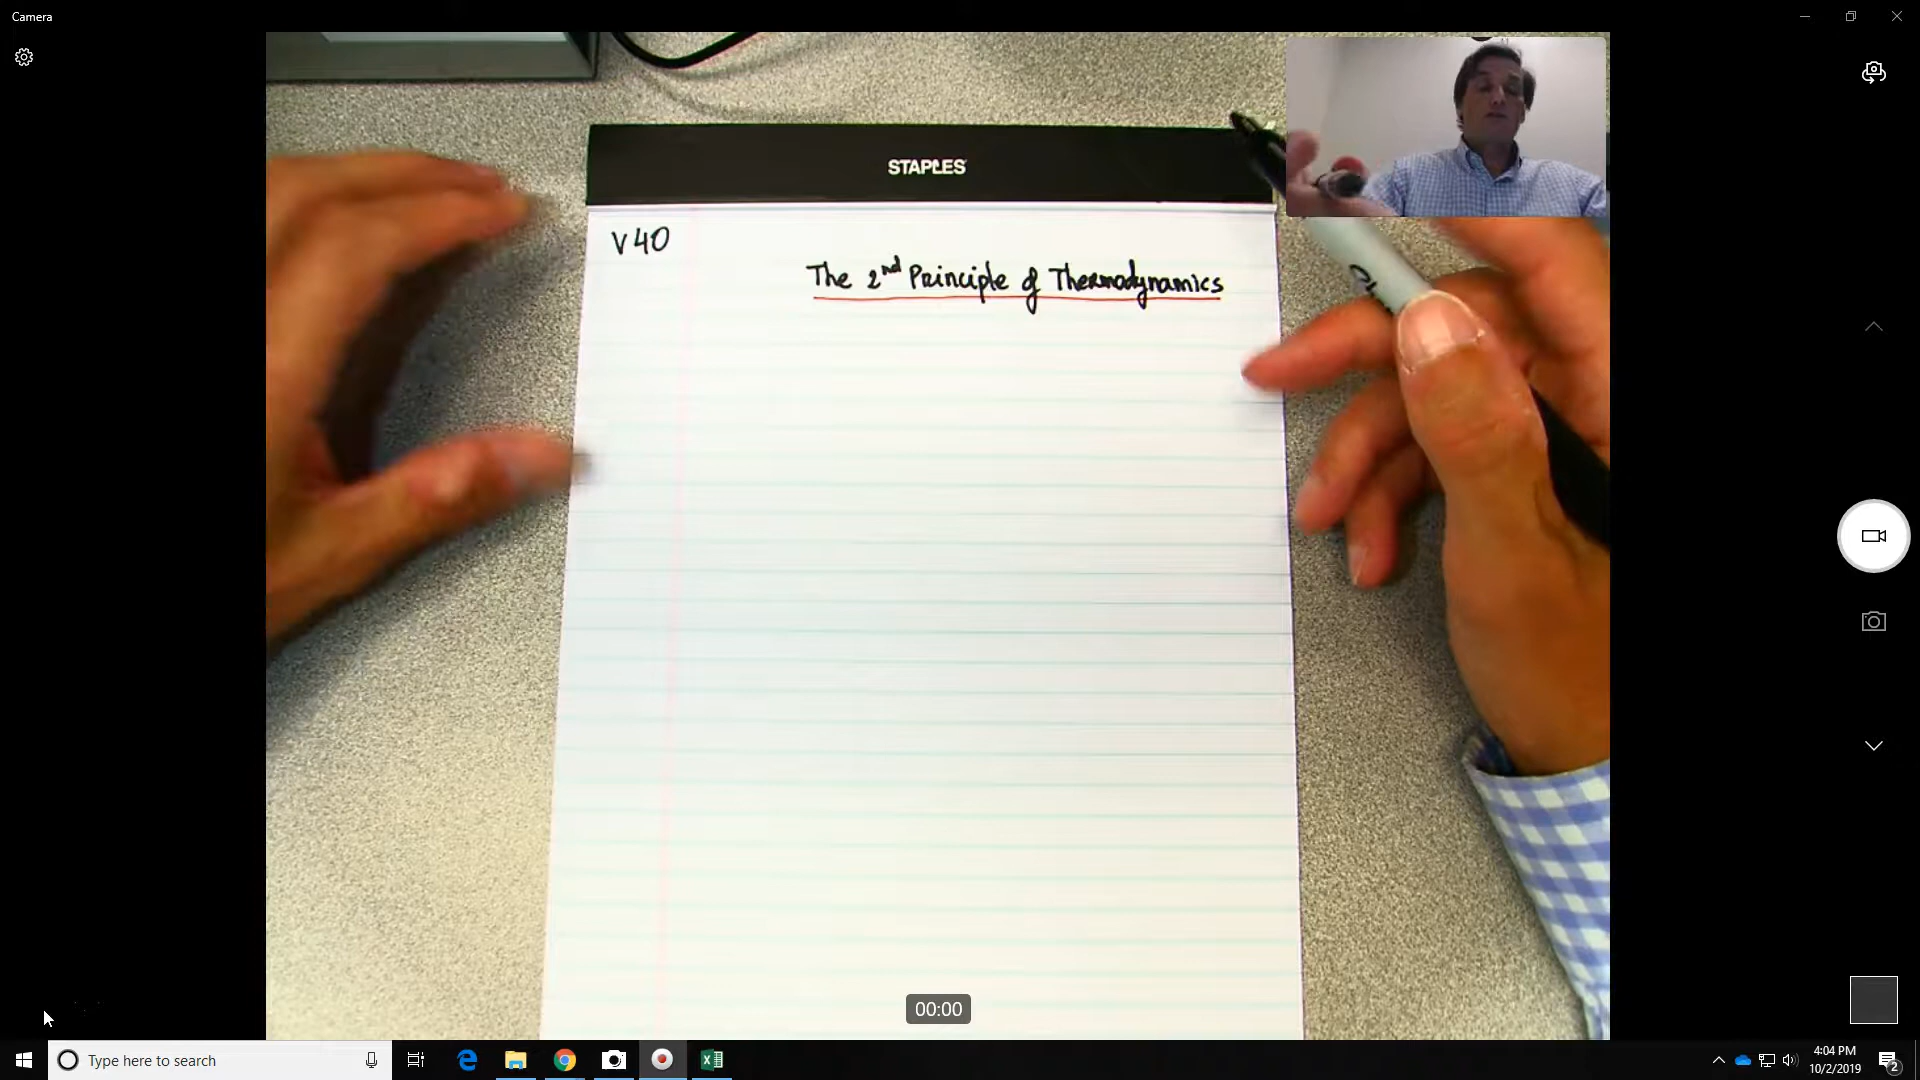 Camera
STAPLES
V40
The 2nd Principle of Thermodynamics
00:00
Type here to search
4:04 PM
10/2/2019
2